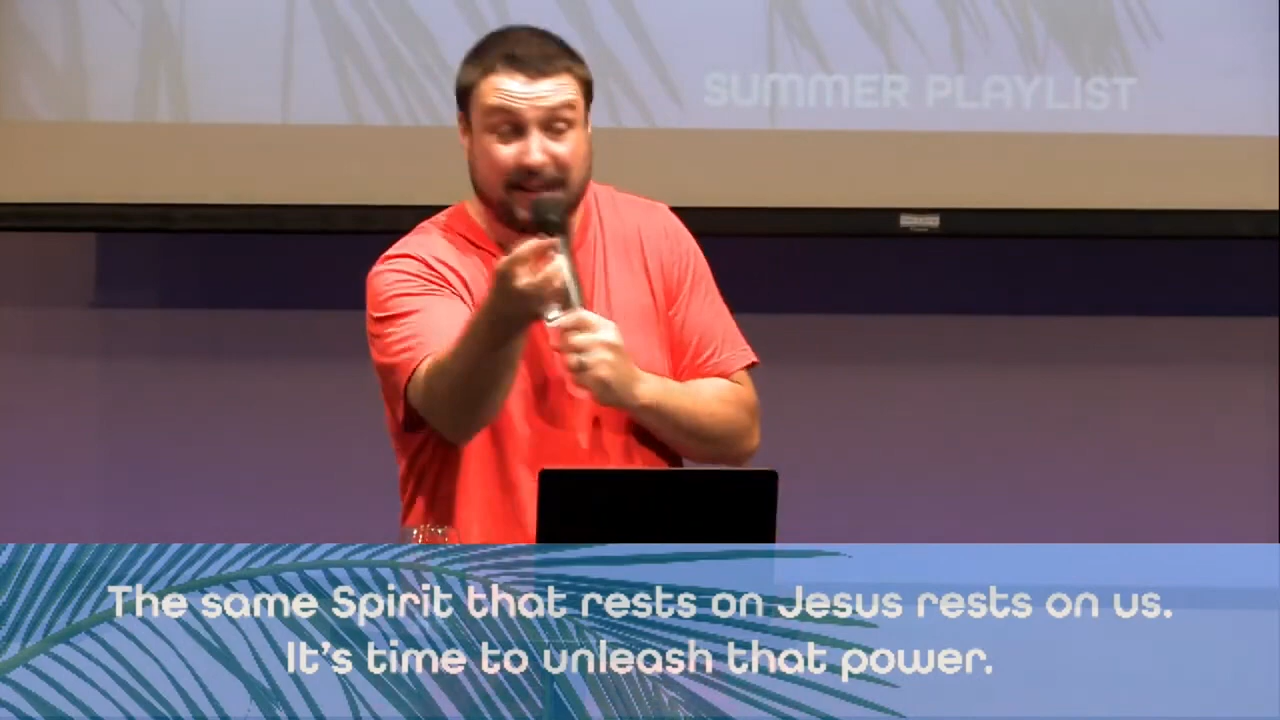 SUMMER PLAYLIST
The same Spirit that rests on Jesus rests on us.
It's time to unleash that power.